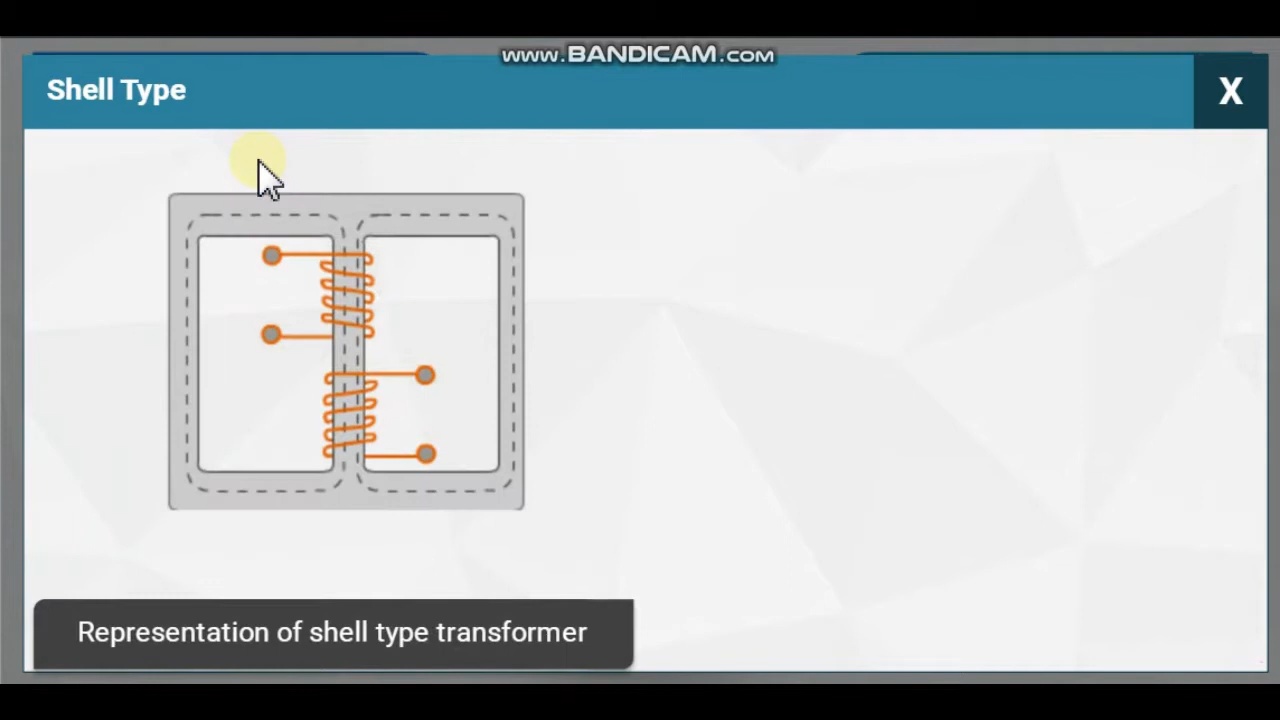 www.BANDICAM.com
Shell Type
X
Representation of shell type transformer